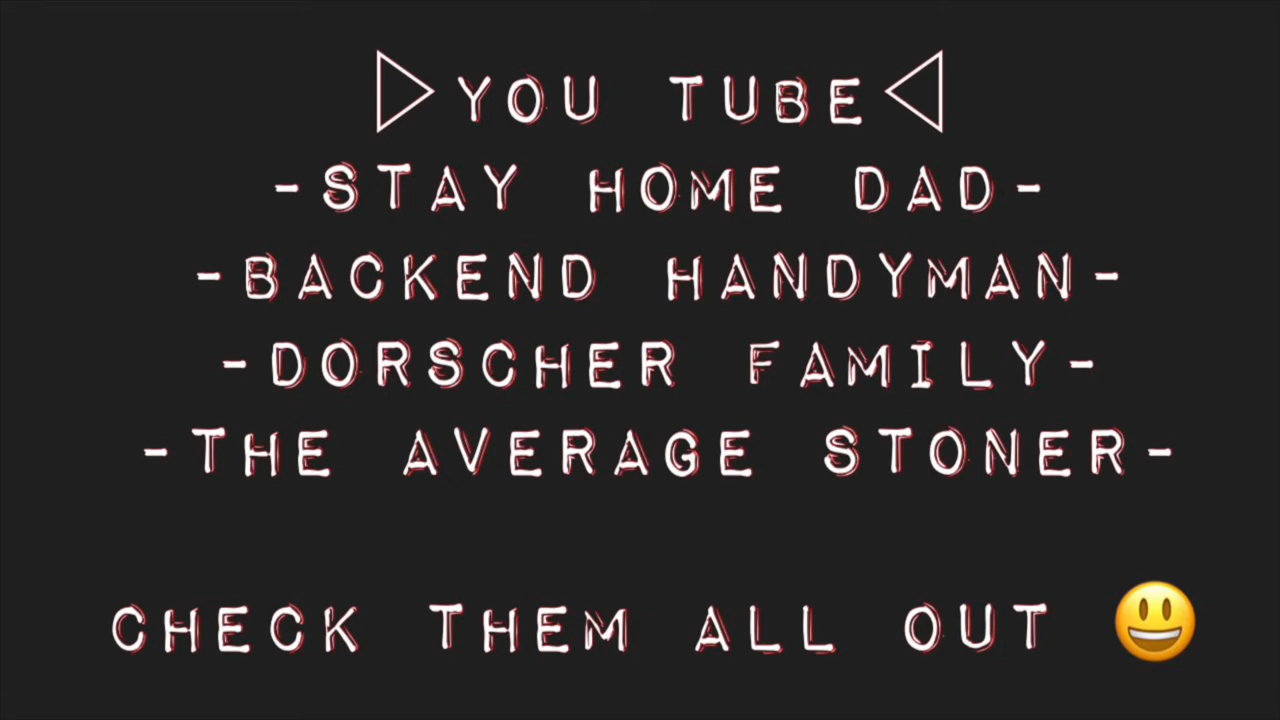 ▷YOU TUBE◁
-STAY HOME DAD-
-BACKEND HANDYMAN-
-DORSCHER FAMILY-
-THE AVERAGE STONER-
CHECK THEM ALL OUT 😃